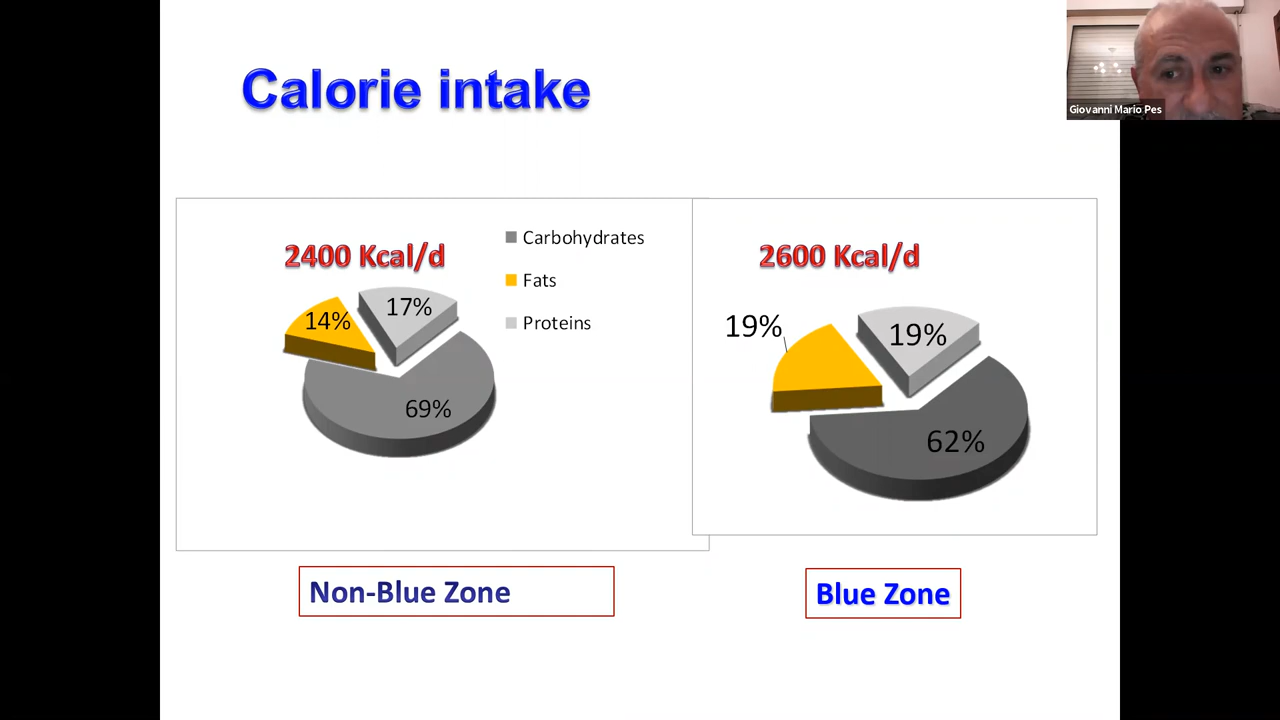 Calorie intake
Giovanni Mario Pes
2400 Kcal/d
Carbohydrates
Fats
Proteins
17%
14%
69%
2600 Kcal/d
19%
19%
62%
Non-Blue Zone
Blue Zone